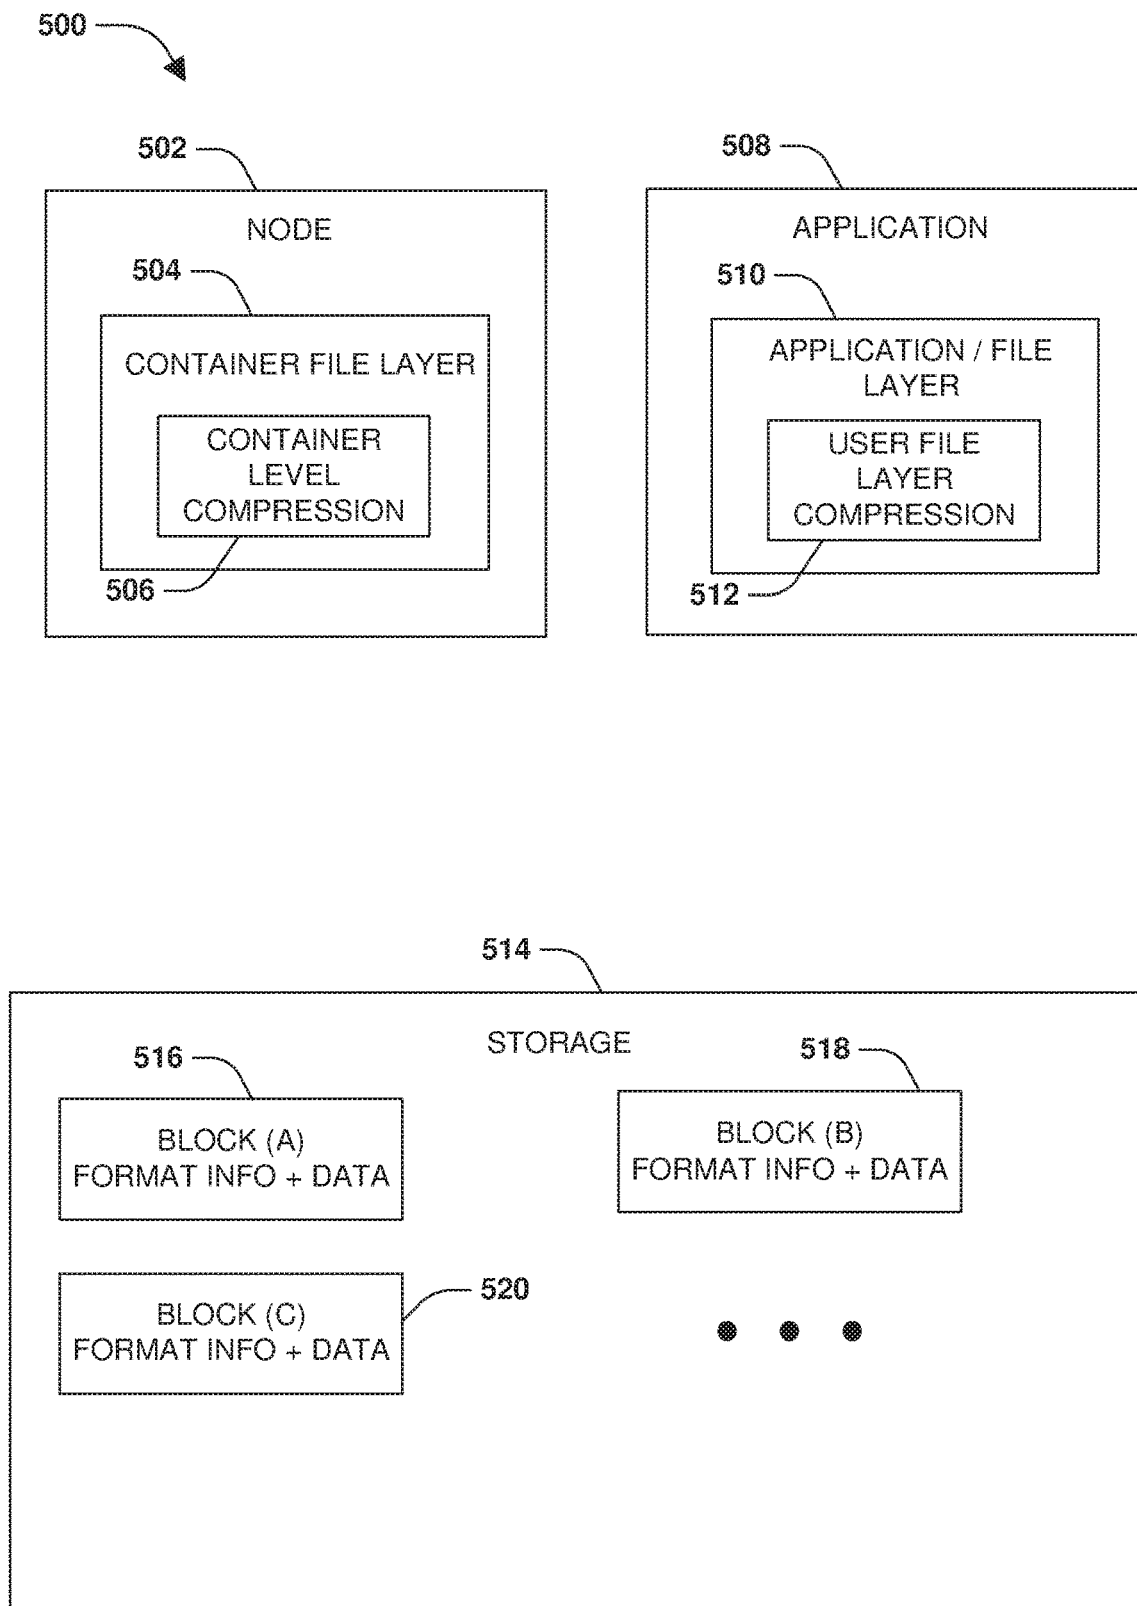 500
502
NODE
504
CONTAINER FILE LAYER
CONTAINER
LEVEL
COMPRESSION
506
508
APPLICATION
510
APPLICATION / FILE
LAYER
USER FILE
LAYER
COMPRESSION
512
514
STORAGE
516
BLOCK (A)
FORMAT INFO + DATA
518
BLOCK (B)
FORMAT INFO + DATA
BLOCK (C)
FORMAT INFO + DATA
520